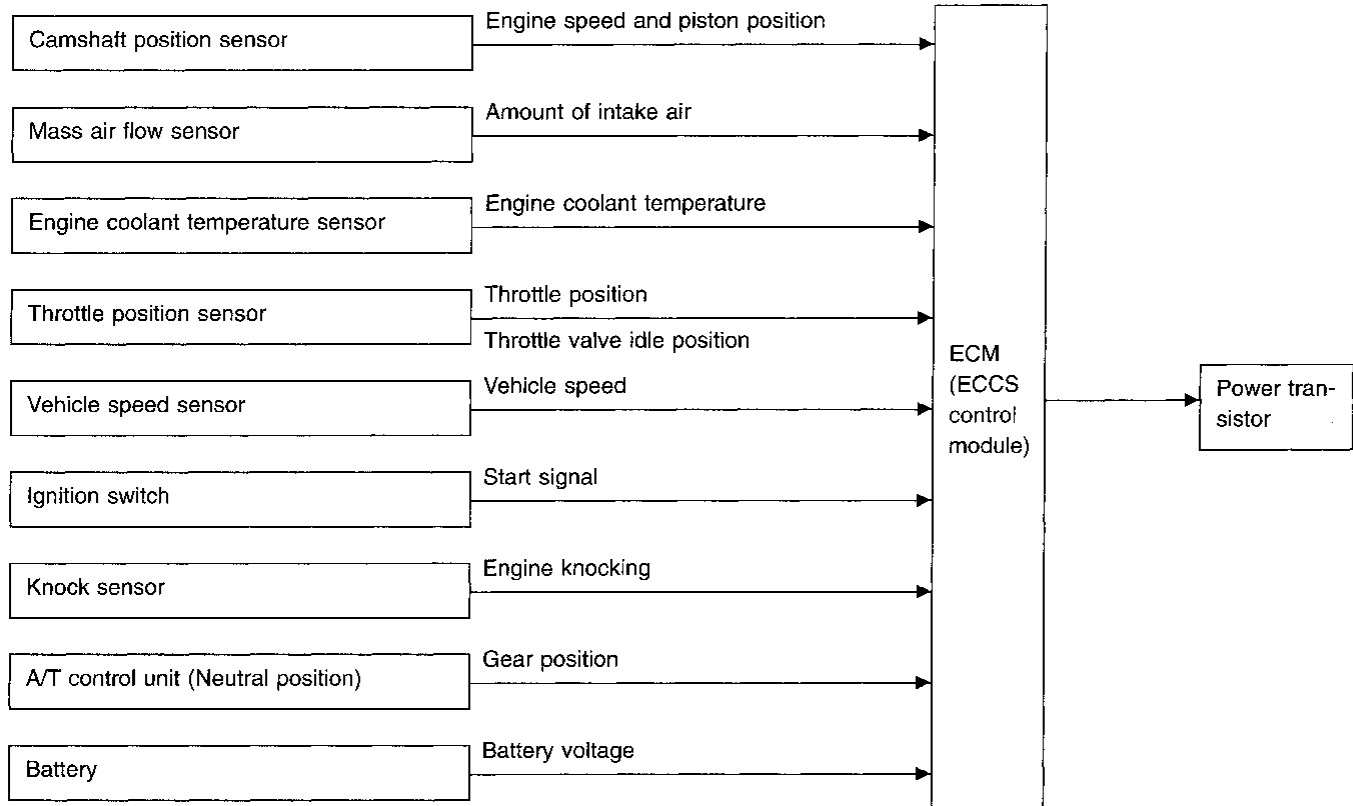 Camshaft position sensor
Engine speed and piston position
Mass air flow sensor
Amount of intake air
Engine coolant temperature sensor
Engine coolant temperature
Throttle position sensor
Throttle position
Throttle valve idle position
Vehicle speed sensor
Vehicle speed
Ignition switch
Start signal
Knock sensor
Engine knocking
A/T control unit (Neutral position)
Gear position
Battery
Battery voltage
ECM
(ECCS
control
module)
Power tran-
sistor